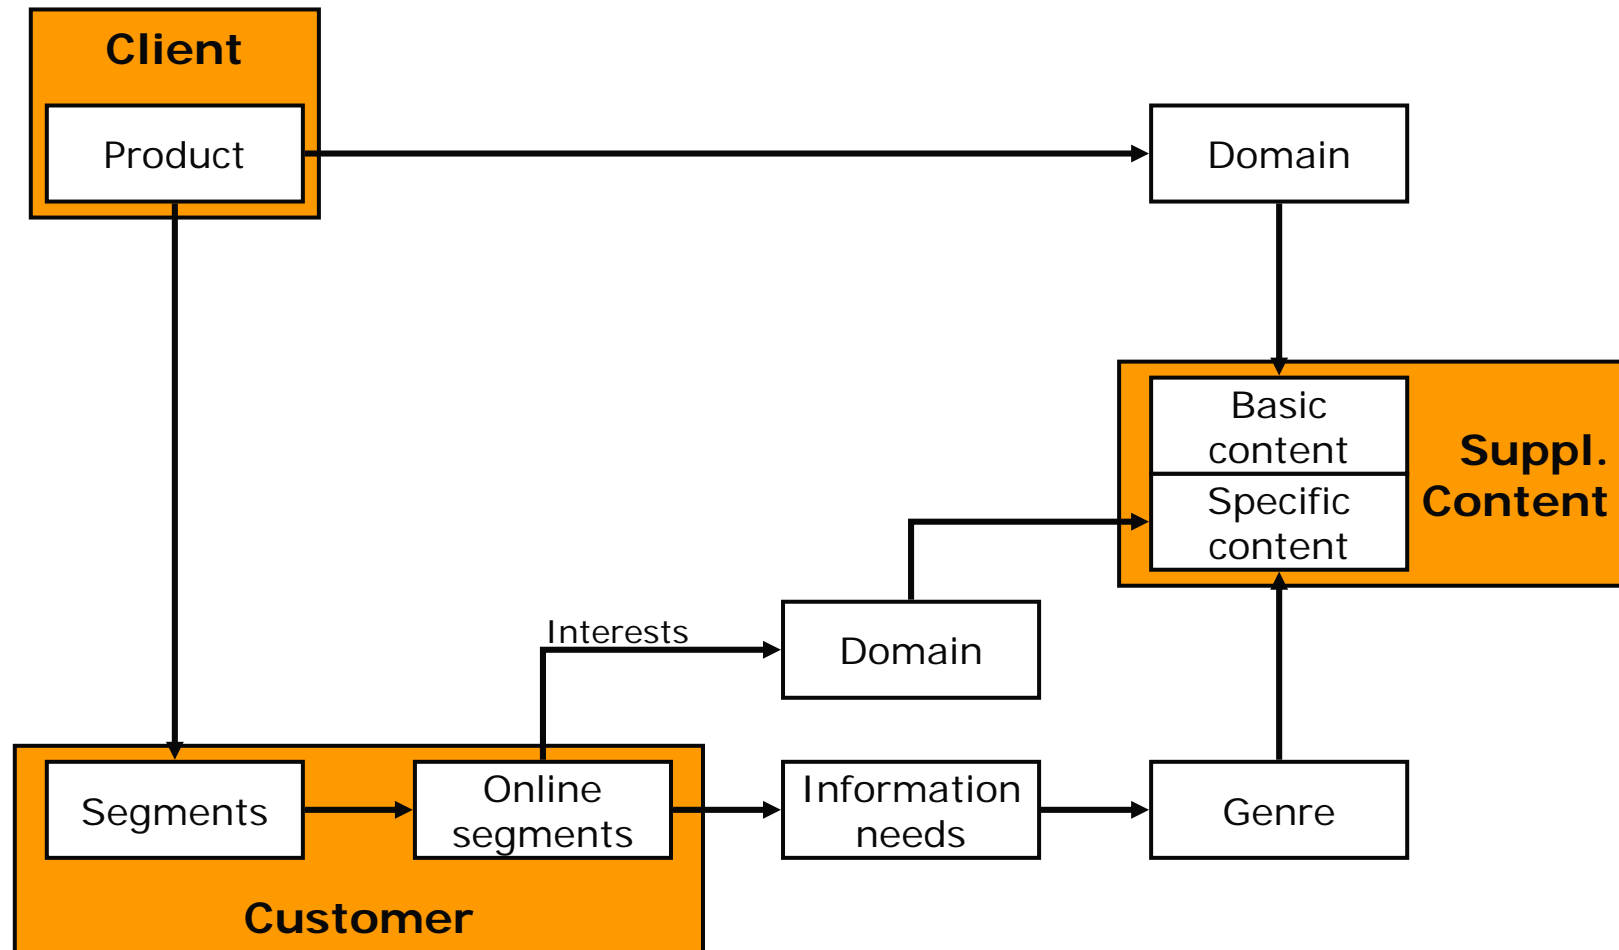 Client
Product
Domain
Basic
content
Suppl.
Content
Specific
content
Interests
Domain
Segments
Online
segments
Information
needs
Genre
Customer